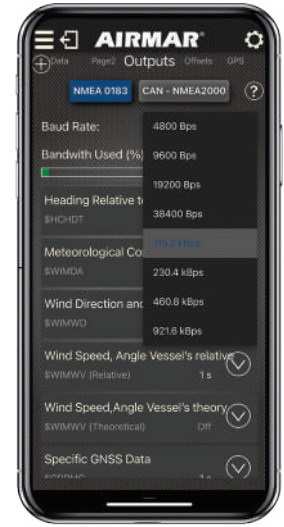 AIRMAR®
Data Page2 Outputs Offsets GPS
NMEA 0183 CAN - NMEA2000 ?
Baud Rate:
4800 Bps
Bandwith Used (%)
9600 Bps
19200 Bps
38400 Bps
115.2 kBps
230.4 kBps
460.8 kBps
921.6 kBps
Heading Relative to
$HCHDT
Meteorological Co
$WIMDA
Wind Direction and
$WIMWD
Wind Speed, Angle Vessel's relative
$WIMWV (Relative) 1 s
Wind Speed,Angle Vessel's theory
$WIMWV (Theoretical) Off
Specific GNSS Data